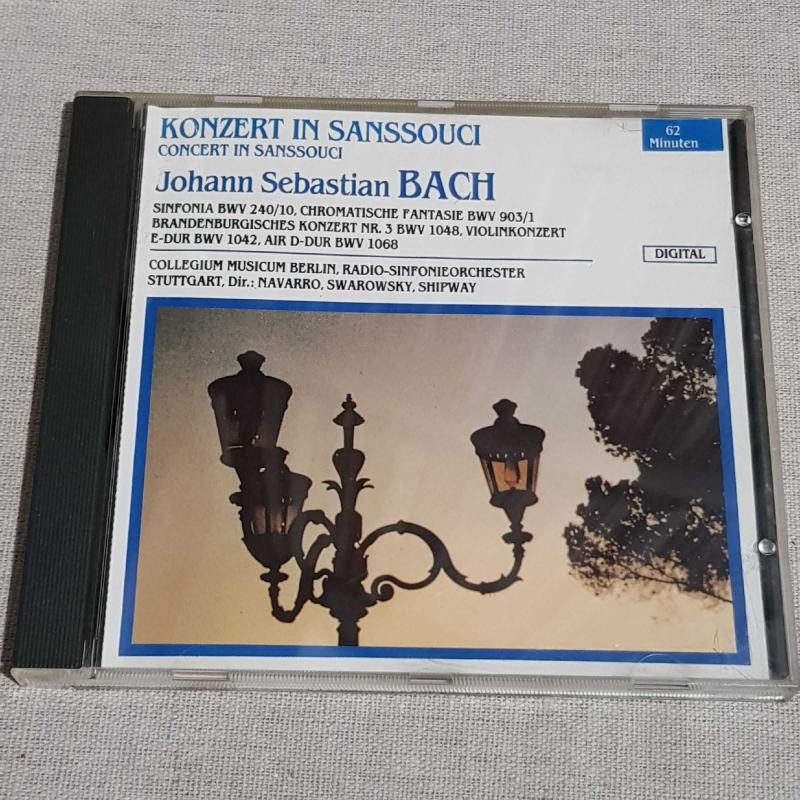 KONZERT IN SANSSOUCI
CONCERT IN SANSSOUCI
62
Minuten
Johann Sebastian BACH
SINFONIA BWV 240/10, CHROMATISCHE FANTASIE BWV 903/1
BRANDENBURGISCHES KONZERT NR. 3 BWV 1048, VIOLINKONZERT
E-DUR BWV 1042, AIR D-DUR BWV 1068
DIGITAL
COLLEGIUM MUSICUM BERLIN, RADIO-SINFONIEORCHESTER
STUTTGART, Dir.: NAVARRO, SWAROWSKY, SHIPWAY